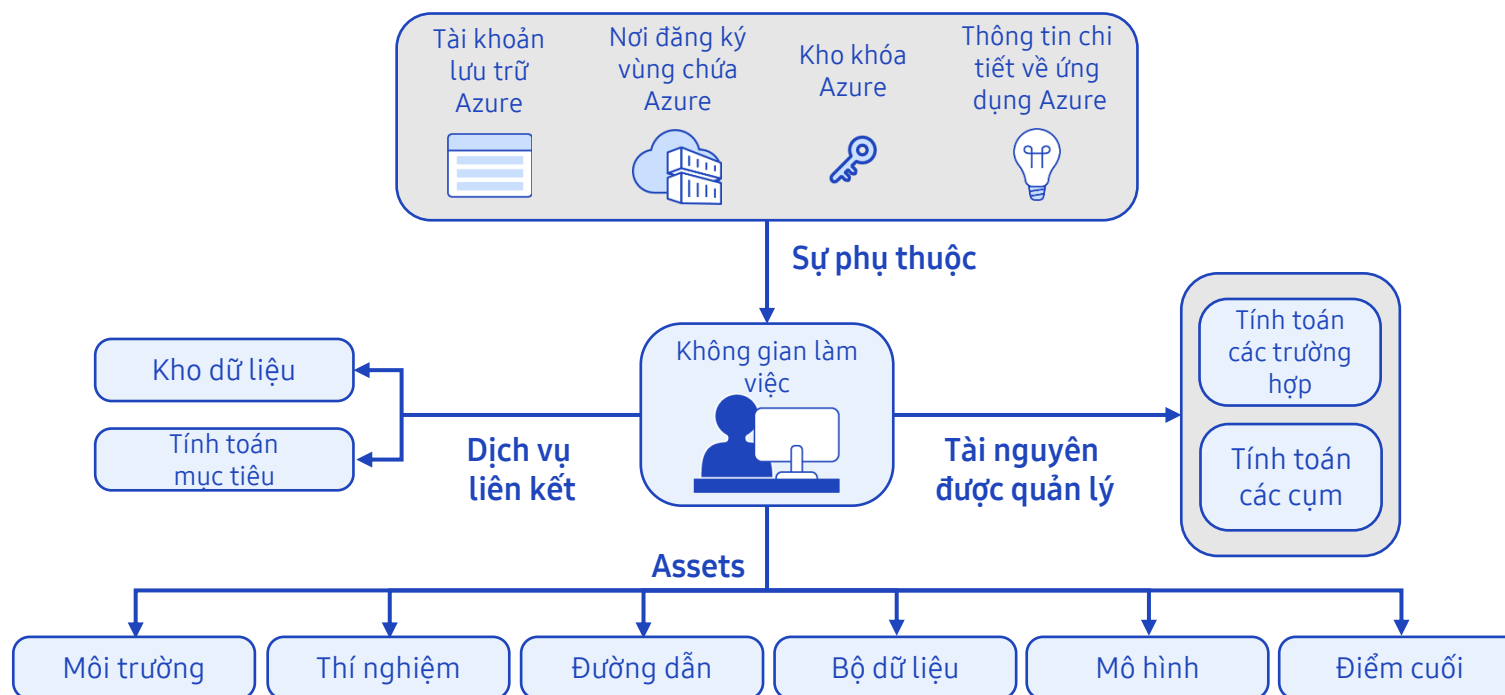 Tài khoản
lưu trữ
Azure
Nơi đăng ký
vùng chứa
Azure
Kho khóa
Azure
Thông tin chi
tiết về ứng
dụng Azure
Sự phụ thuộc
Không gian làm
việc
Kho dữ liệu
Tính toán
mục tiêu
Dịch vụ
liên kết
Tài nguyên
được quản lý
Tính toán
các trường
hợp
Tính toán
các cụm
Assets
Môi trường
Thí nghiệm
Đường dẫn
Bộ dữ liệu
Mô hình
Điểm cuối